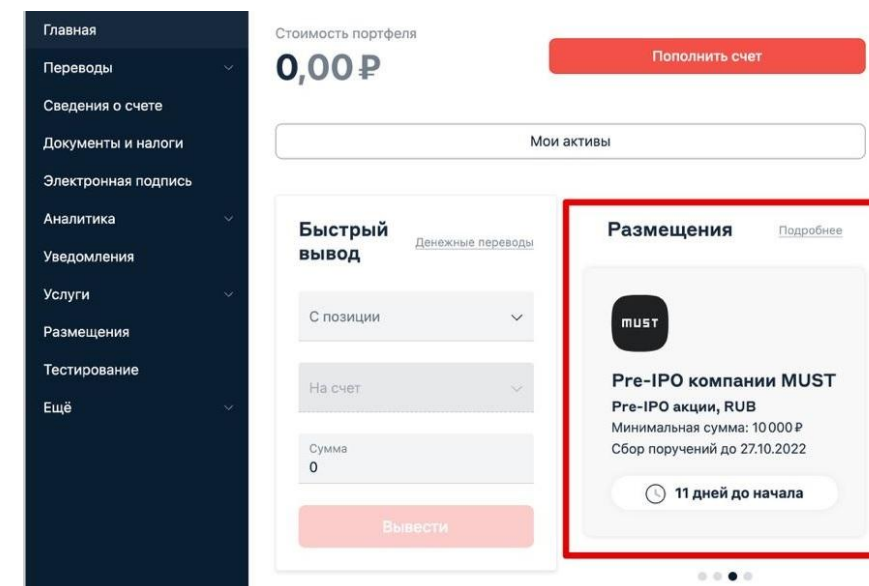 Главная
Переводы
Сведения о счете
Документы и налоги
Электронная подпись
Аналитика
Уведомления
Услуги
Размещения
Тестирование
Ещё
Стоимость портфеля
0,00 ₽
Пополнить счет
Мои активы
Быстрый
вывод
Денежные переводы
С позиции
На счет
Сумма
0
Вывести
Размещения
Подробнее
MUST
Pre-IPO компании MUST
Pre-IPO акции, RUB
Минимальная сумма: 10 000 ₽
Сбор поручений до 27.10.2022
11 дней до начала